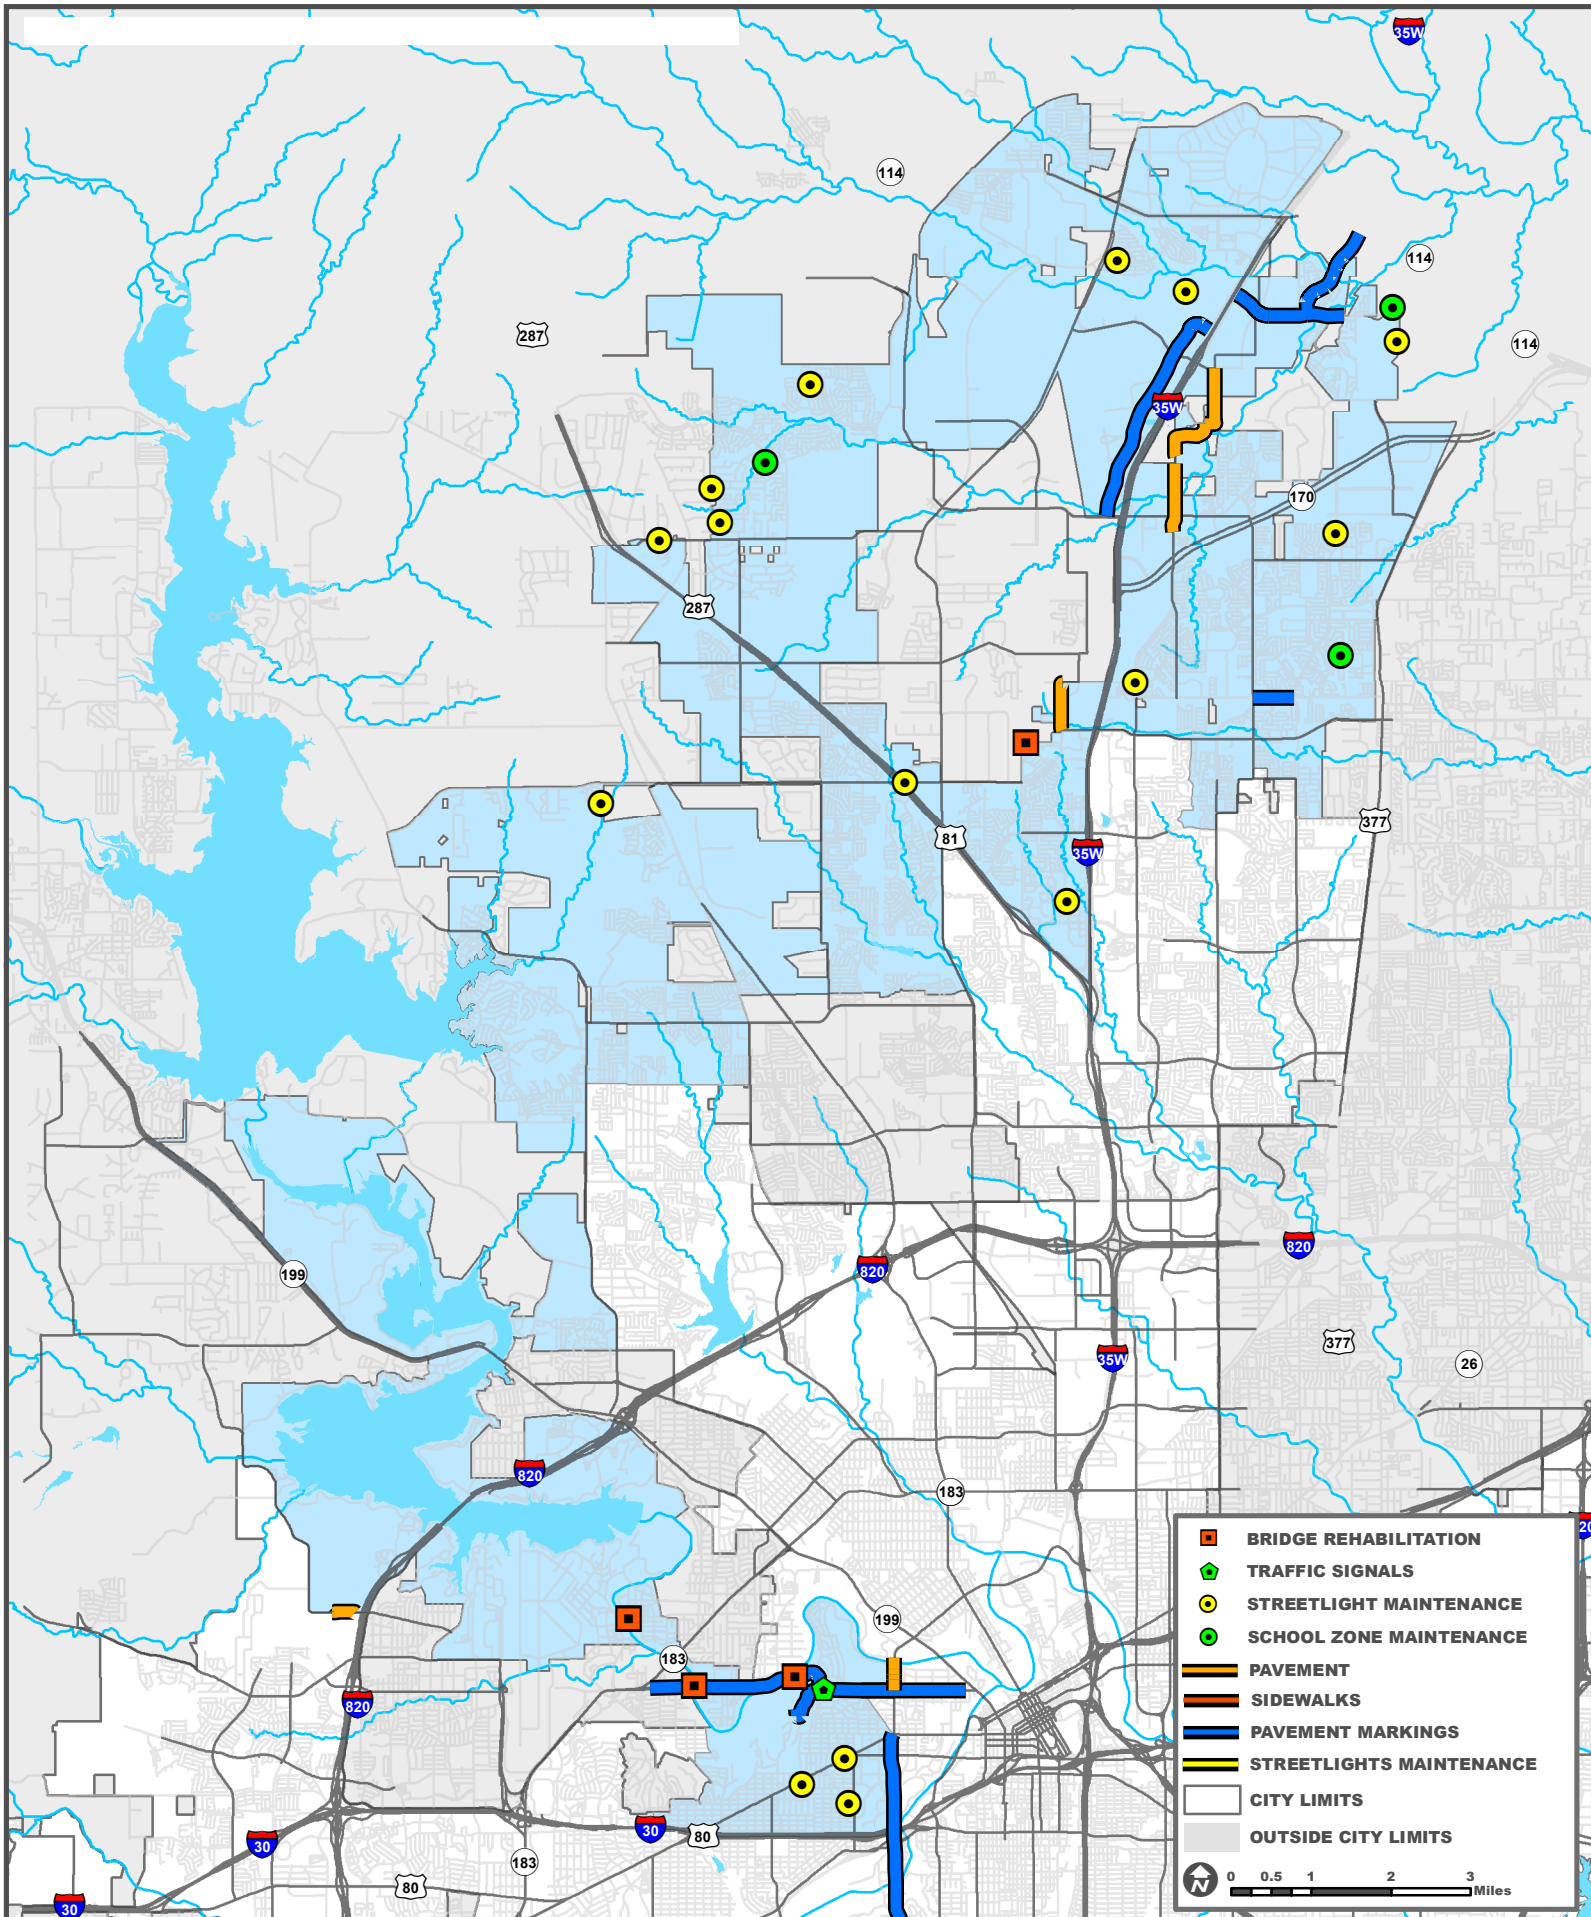 35W
114
114
287
114
35W
170
287
377
81
35W
199
820
820
377
35W
26
820
183
20
BRIDGE REHABILITATION
TRAFFIC SIGNALS
STREETLIGHT MAINTENANCE
199
SCHOOL ZONE MAINTENANCE
183
PAVEMENT
SIDEWALKS
820
PAVEMENT MARKINGS
STREETLIGHTS MAINTENANCE
CITY LIMITS
30
80
30
OUTSIDE CITY LIMITS
183
80
N
0 0.5 1 2 3
Miles
30